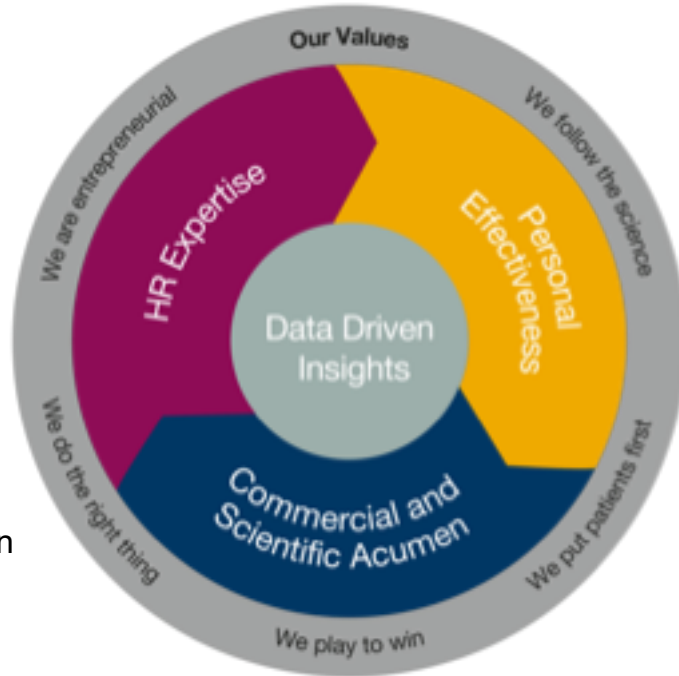 Our Values
We follow the science
We put patients first
We play to win
We do the right thing
We are entrepreneurial
HR Expertise
Personal
Effectiveness
Commercial and
Scientific Acumen
Data Driven
Insights
n